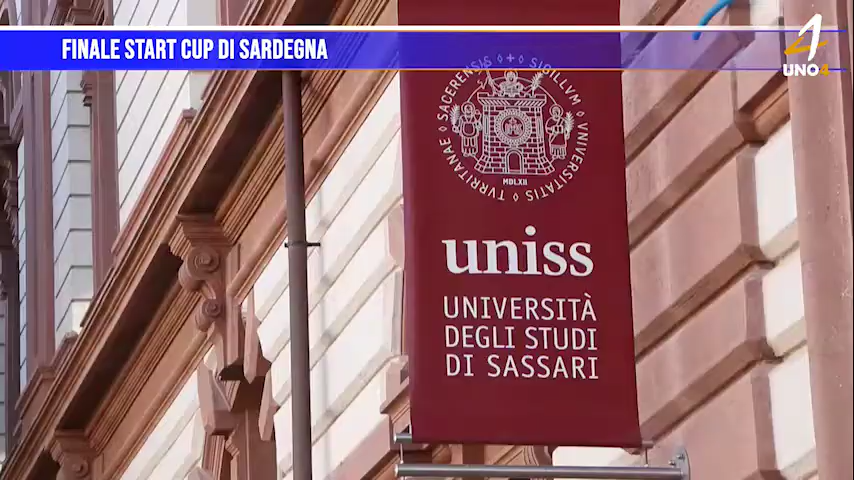 FINALE START CUP DI SARDEGNA
UNO4
SACERENSIS ⋄ + ⋄ SIGILLVM ⋄ VNIVERSITATIS ⋄ TVRRITANAE ⋄
MDLXII
uniss
UNIVERSITÀ
DEGLI STUDI
DI SASSARI